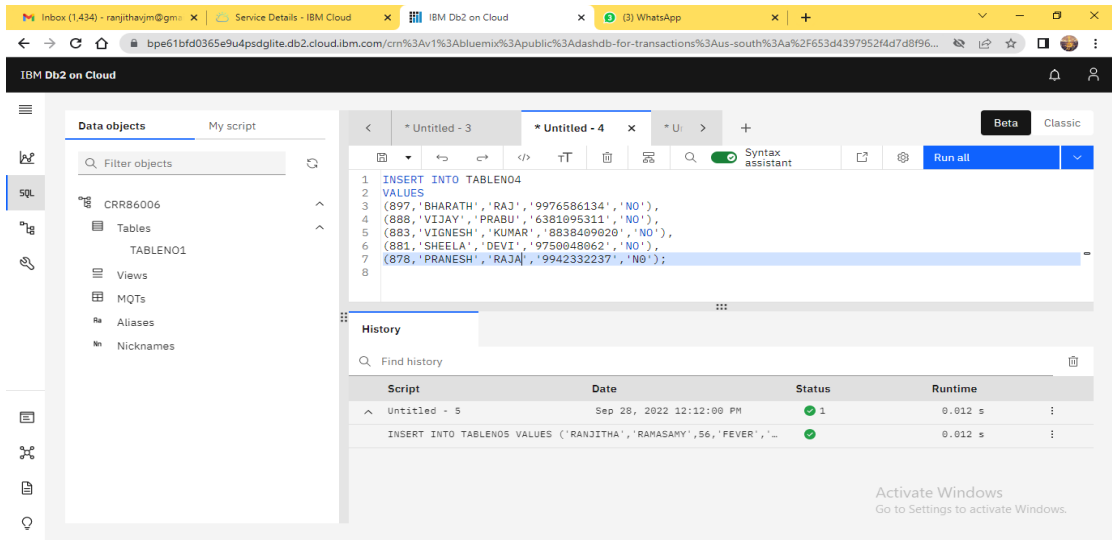 Inbox (1,434) - ranjithavjm@gma
Service Details - IBM Cloud
IBM Db2 on Cloud
(3) WhatsApp
bpe61bfd0365e9u4psdglite.db2.cloud.ibm.com/crn%3Av1%3Abluemix%3Apublic%3Adashdb-for-transactions%3Aus-south%3Aa%2F653d4397952f4d7d8f96...
IBM Db2 on Cloud
Data objects My script
* Untitled - 3 * Untitled - 4 * U
Beta Classic
Filter objects
Syntax assistant
Run all
SQL
CRR86006
Tables
TABLENO1
Views
MQTs
Aliases
Nicknames
1 INSERT INTO TABLENO4
2 VALUES
3 (897,'BHARATH','RAJ','9976586134','NO'),
4 (888,'VIJAY','PRABU','6381095311','NO'),
5 (883,'VIGNESH','KUMAR','8838409020','NO'),
6 (881,'SHEELA','DEVI','9750048062','NO'),
7 (878,'PRANESH','RAJA','9942332237','N0');
8
History
Find history
Script Date Status Runtime
Untitled - 5 Sep 28, 2022 12:12:00 PM 1 0.012 s
INSERT INTO TABLENO5 VALUES ('RANJITHA','RAMASAMY',56,'FEVER','… 0.012 s
Activate Windows
Go to Settings to activate Windows.